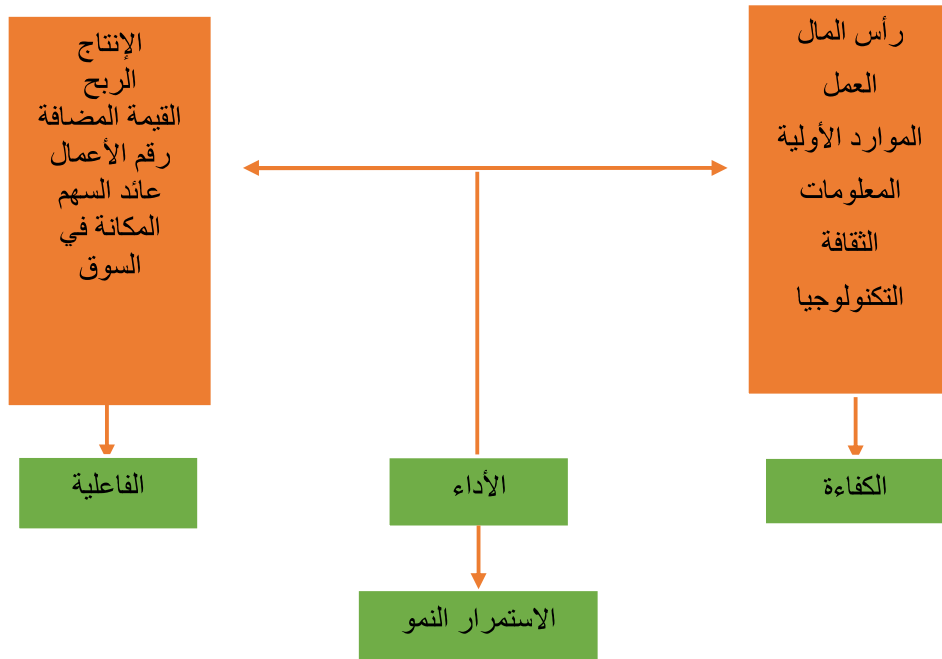 رأس المال
العمل
الموارد الأولية
المعلومات
الثقافة
التكنولوجيا
الإنتاج
الربح
القيمة المضافة
رقم الأعمال
عائد السهم
المكانة في
السوق
الكفاءة
الأداء
الفاعلية
الاستمرار النمو